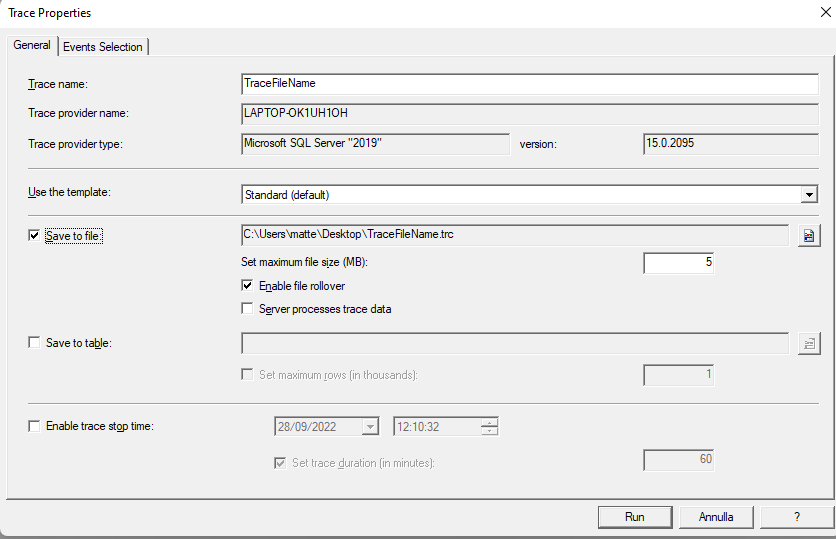 Trace Properties
General Events Selection
Trace name: TraceFileName
Trace provider name: LAPTOP-OK1UH1OH
Trace provider type: Microsoft SQL Server "2019" version: 15.0.2095
Use the template: Standard (default)
Save to file: C:\Users\matte\Desktop\TraceFileName.trc
Set maximum file size (MB): 5
Enable file rollover
Server processes trace data
Save to table:
Set maximum rows (in thousands): 1
Enable trace stop time: 28/09/2022 12:10:32
Set trace duration (in minutes): 60
Run Annulla ?